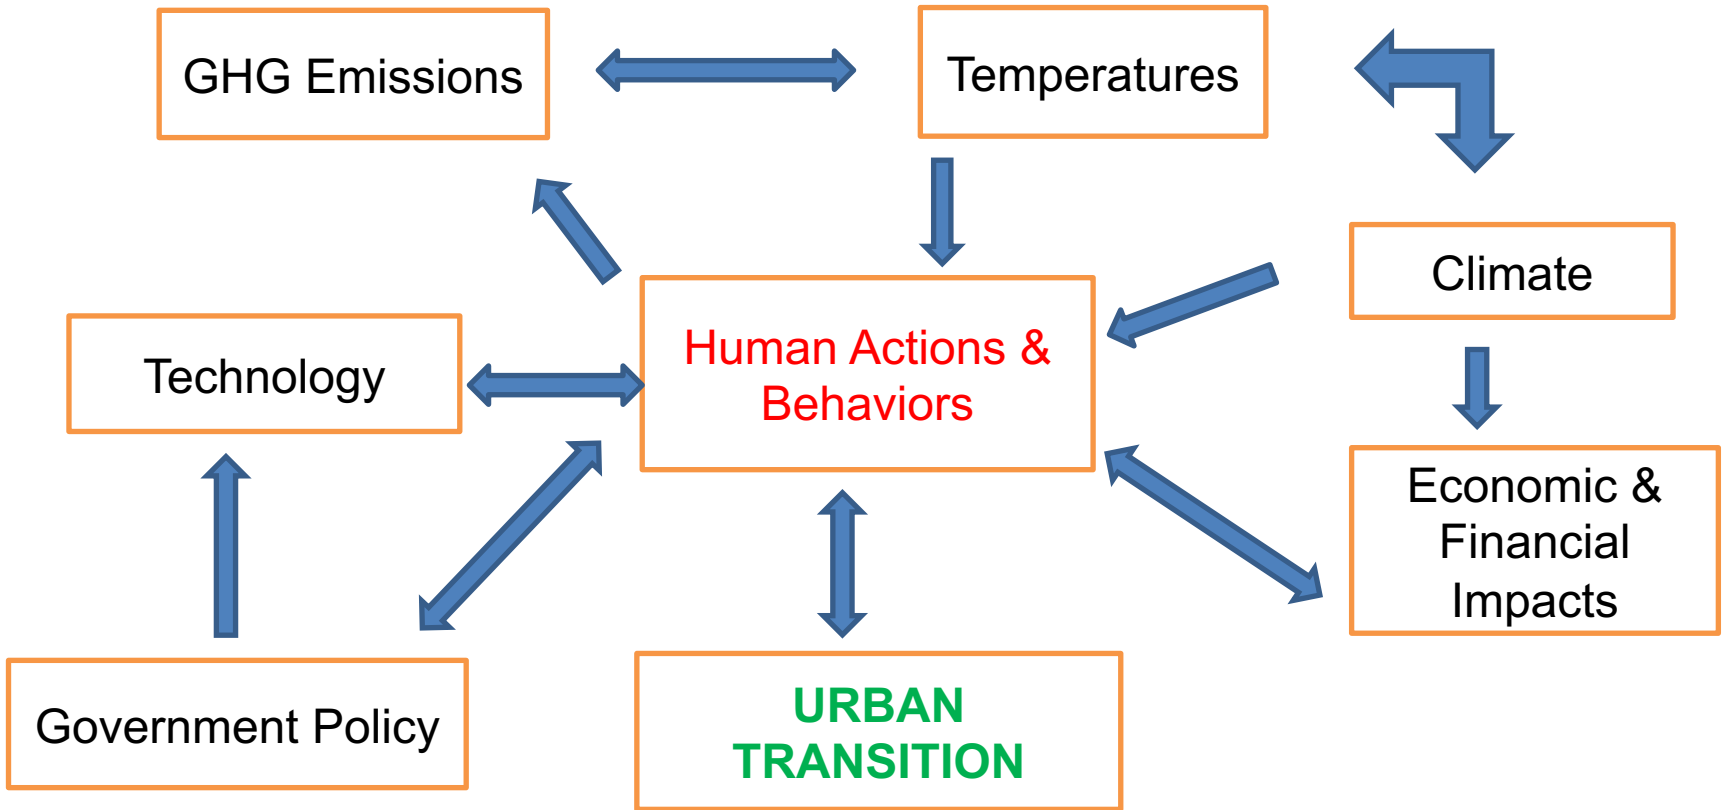 GHG Emissions
Temperatures
Climate
Human Actions &
Behaviors
Technology
Economic &
Financial
Impacts
Government Policy
URBAN
TRANSITION